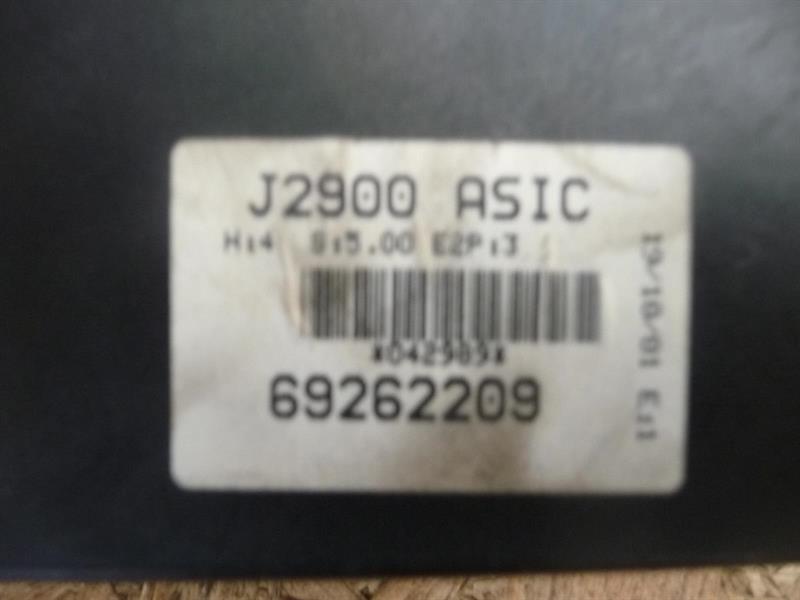 J2900 ASIC
H:4 S:5.00 E2P:3
*042989*
69262209
19/10/01 E:1